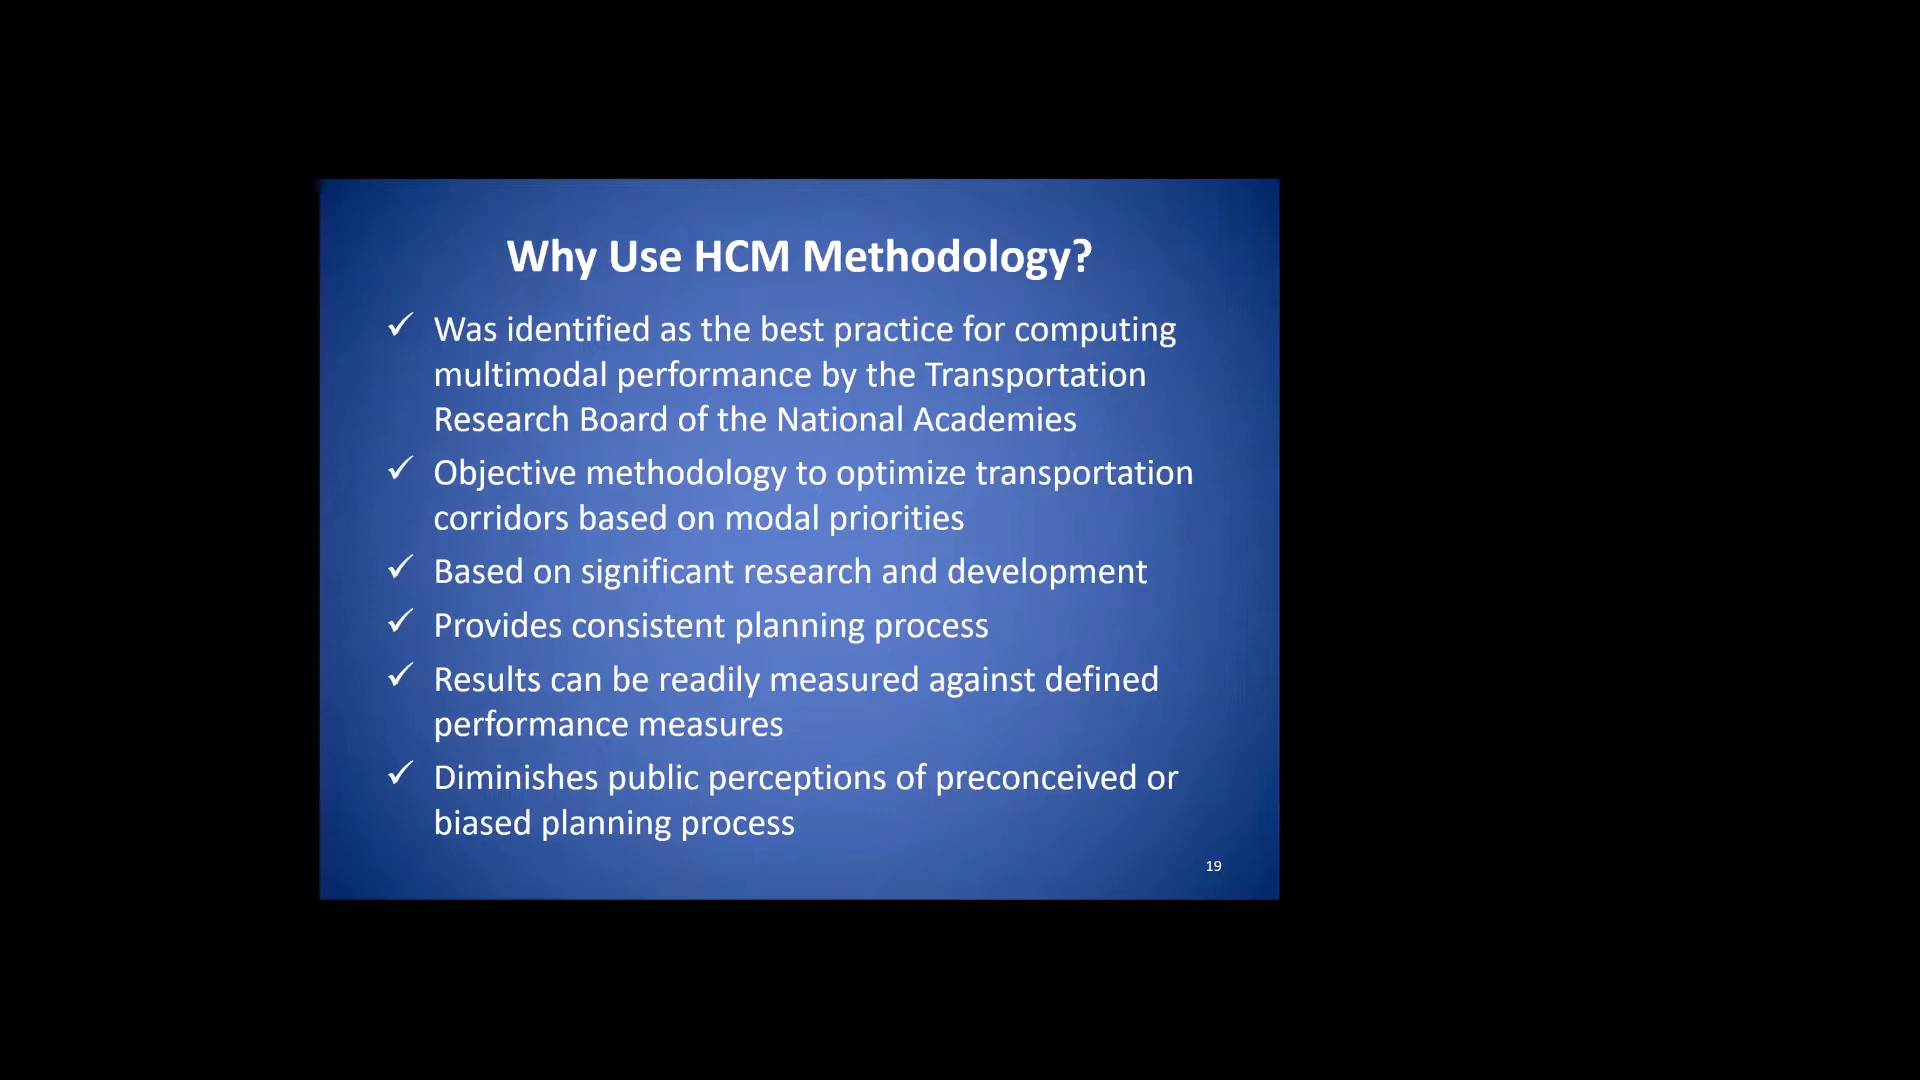 Why Use HCM Methodology?
✓ Was identified as the best practice for computing
multimodal performance by the Transportation
Research Board of the National Academies
✓ Objective methodology to optimize transportation
corridors based on modal priorities
✓ Based on significant research and development
✓ Provides consistent planning process
✓ Results can be readily measured against defined
performance measures
✓ Diminishes public perceptions of preconceived or
biased planning process
19